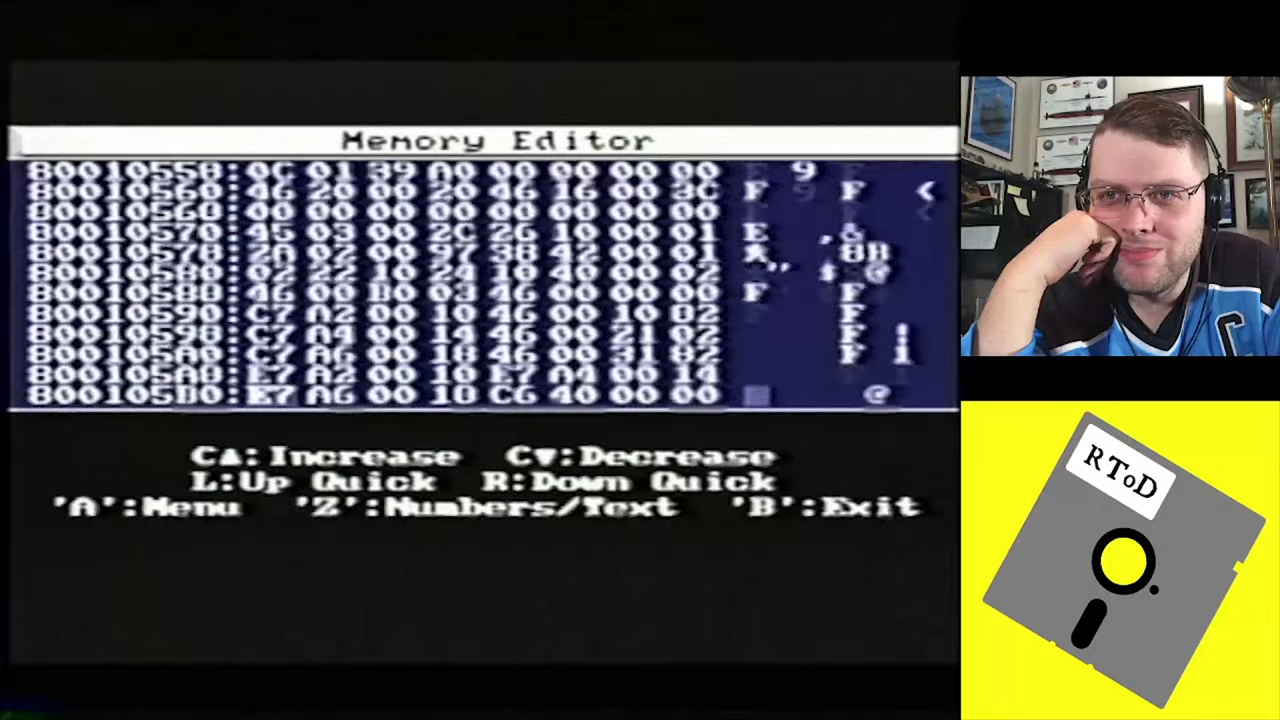 Memory Editor
80010558:0C 01 39 A0 00 00 00 00 9
80010560:46 20 00 20 46 16 00 3C F F <
80010568:00 00 00 00 00 00 00
80010570:45 03 00 2C 26 10 00 01 E ,&
80010578:2A 02 00 97 38 42 00 01 * 8B
80010580:02 22 10 24 10 40 00 02 " $ @
80010588:46 00 03 46 00 00 00 F F
80010590:C7 A2 00 10 46 00 10 82 F
80010598:C7 A4 00 14 46 00 21 02 F !
800105A0:C7 A6 00 18 46 00 31 82 F 1
800105A8:E7 A2 00 10 E7 A4 00 14
800105B0:E7 A6 00 18 C6 40 00 00 @
C▲:Increase C▼:Decrease
L:Up Quick R:Down Quick
'A':Menu 'Z':Numbers/Text 'B':Exit
RToD
C